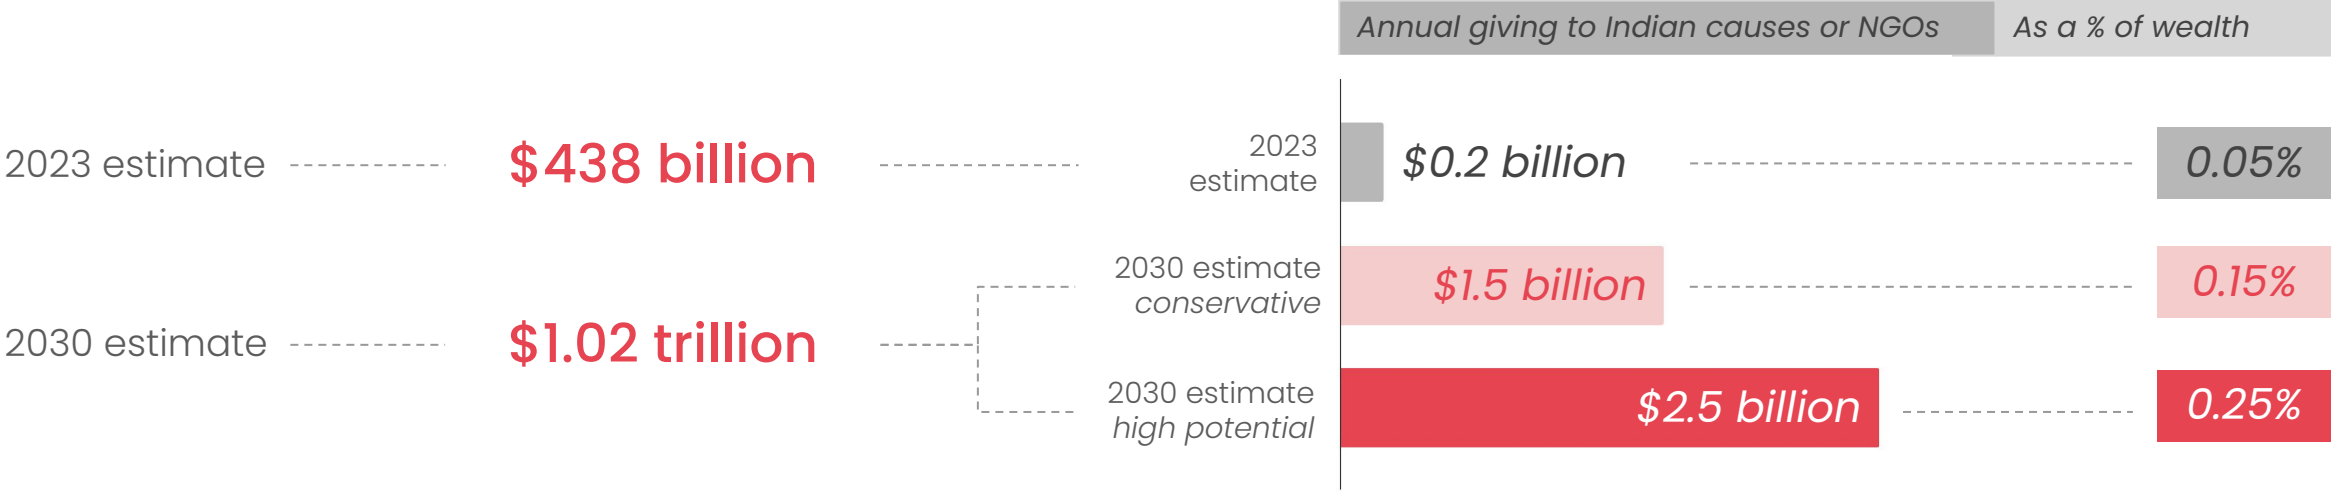 Annual giving to Indian causes or NGOs
As a % of wealth
2023 estimate
$438 billion
2023
estimate
$0.2 billion
0.05%
2030 estimate
$1.02 trillion
2030 estimate
conservative
$1.5 billion
0.15%
2030 estimate
high potential
$2.5 billion
0.25%